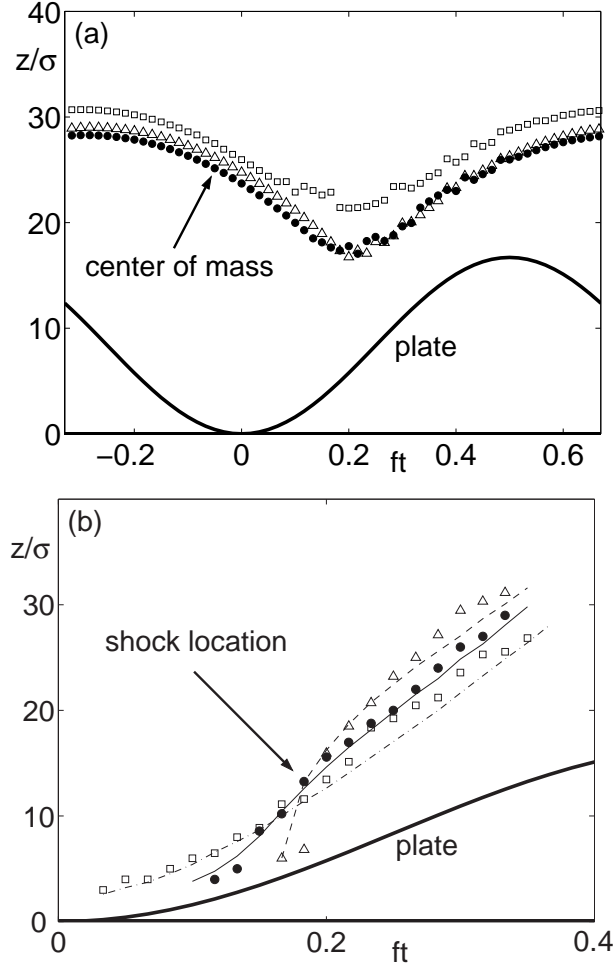 40
(a)
z/σ
30
20
center of mass
10
plate
0
−0.2
0
0.2
0.4
0.6
ft
(b)
z/σ
30
shock location
20
10
plate
0
0
0.2
0.4
ft